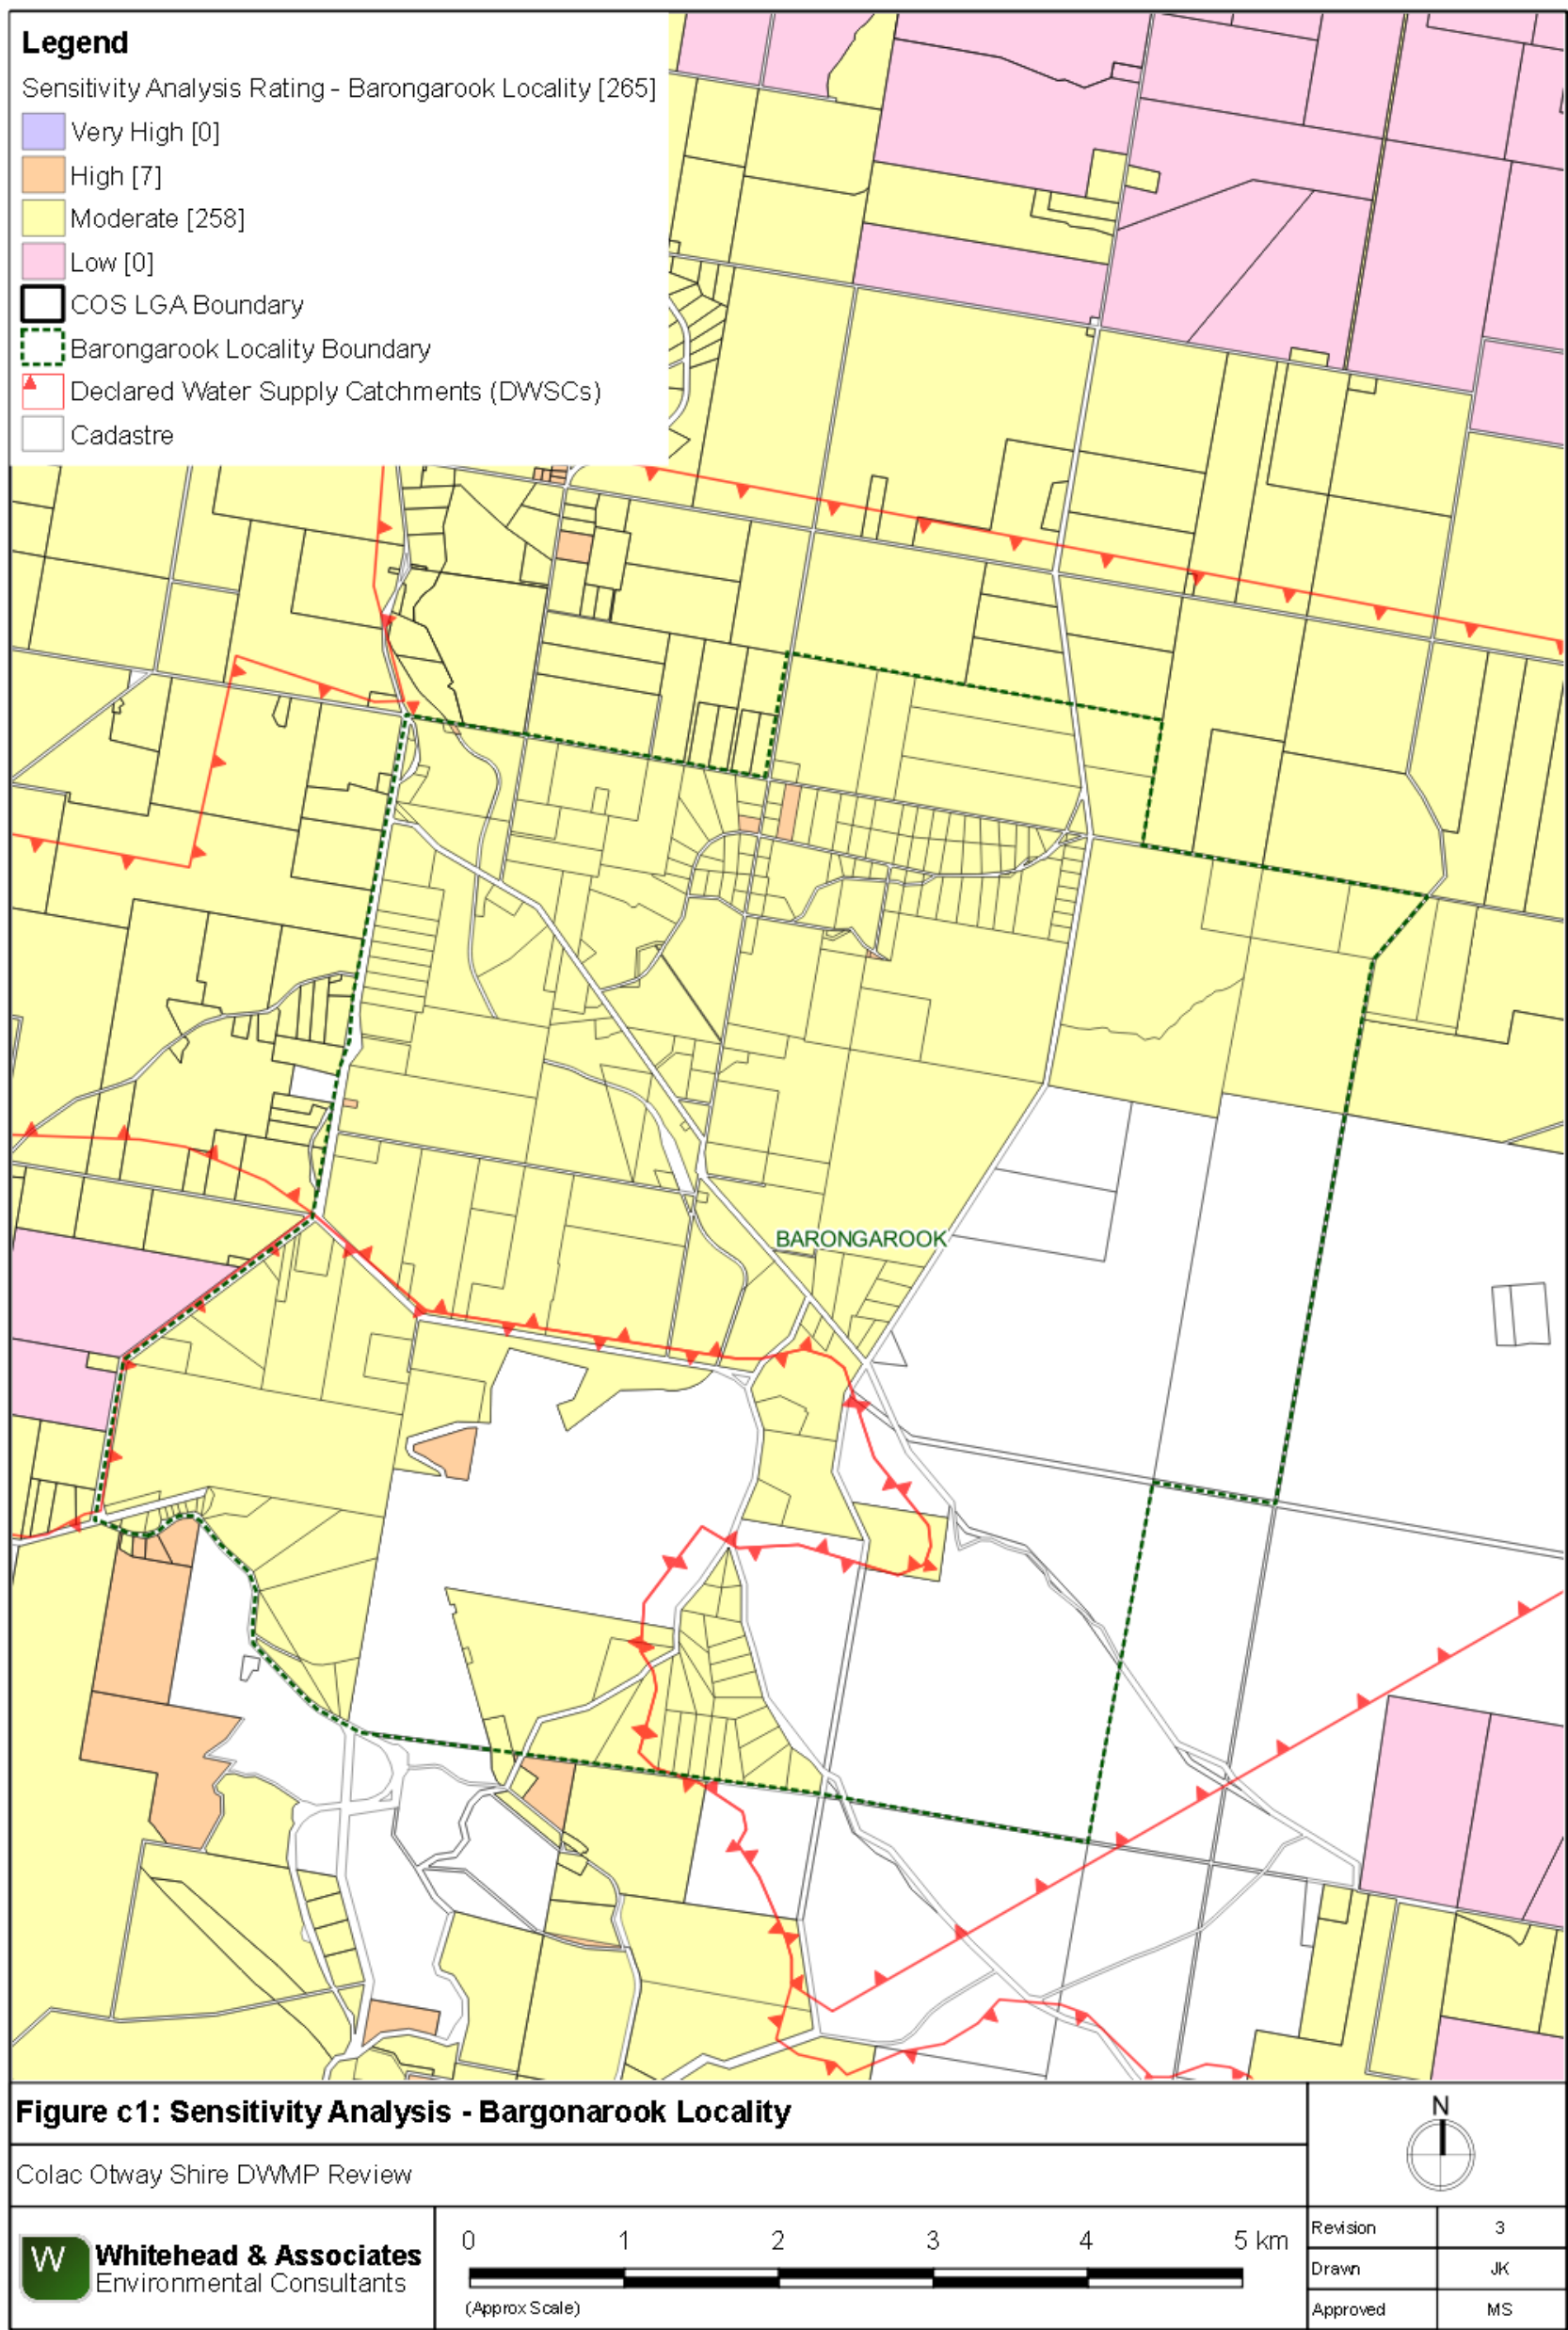 Legend
Sensitivity Analysis Rating - Barongarook Locality [265]
Very High [0]
High [7]
Moderate [258]
Low [0]
COS LGA Boundary
Barongarook Locality Boundary
Declared Water Supply Catchments (DWSCs)
Cadastre
BARONGAROOK
Figure c1: Sensitivity Analysis - Bargonarook Locality
Colac Otway Shire DWMP Review
N
W
Whitehead & Associates
Environmental Consultants
0 1 2 3 4 5 km
(Approx Scale)
Revision 3
Drawn JK
Approved MS